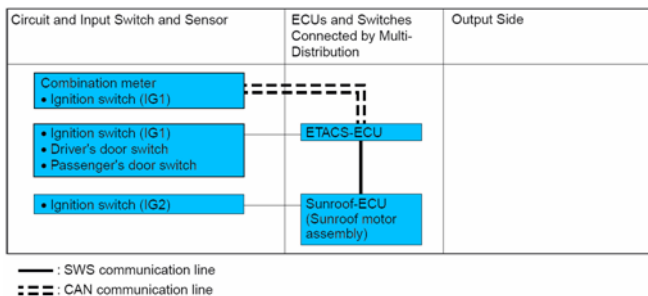 Circuit and Input Switch and Sensor
ECUs and Switches
Connected by Multi-
Distribution
Output Side
Combination meter
• Ignition switch (IG1)
• Ignition switch (IG1)
• Driver's door switch
• Passenger's door switch
ETACS-ECU
• Ignition switch (IG2)
Sunroof-ECU
(Sunroof motor
assembly)
: SWS communication line
: CAN communication line